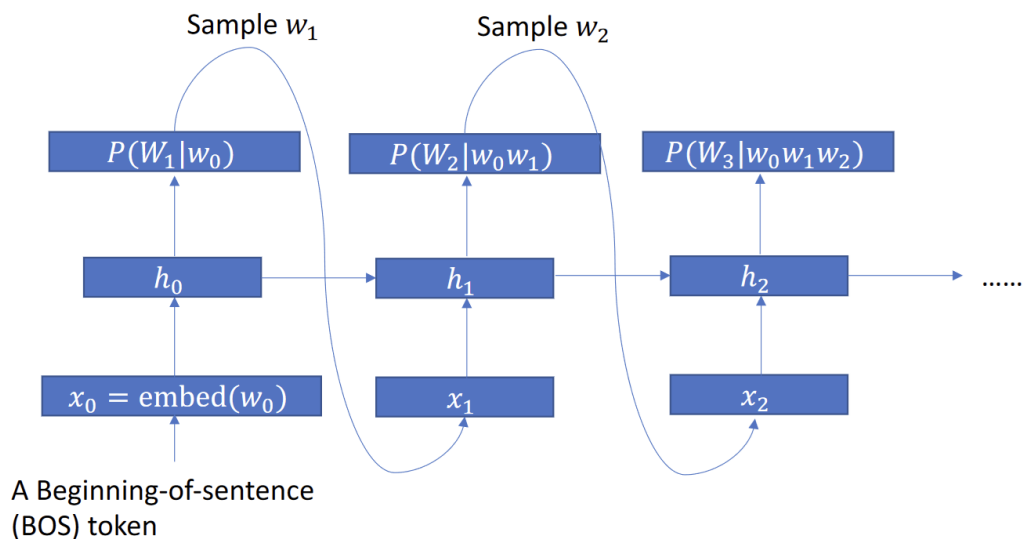 Sample w₁
Sample w₂
P(W₁|w₀)
P(W₂|w₀w₁)
P(W₃|w₀w₁w₂)
h₀
h₁
h₂
......
x₀ = embed(w₀)
x₁
x₂
A Beginning-of-sentence
(BOS) token